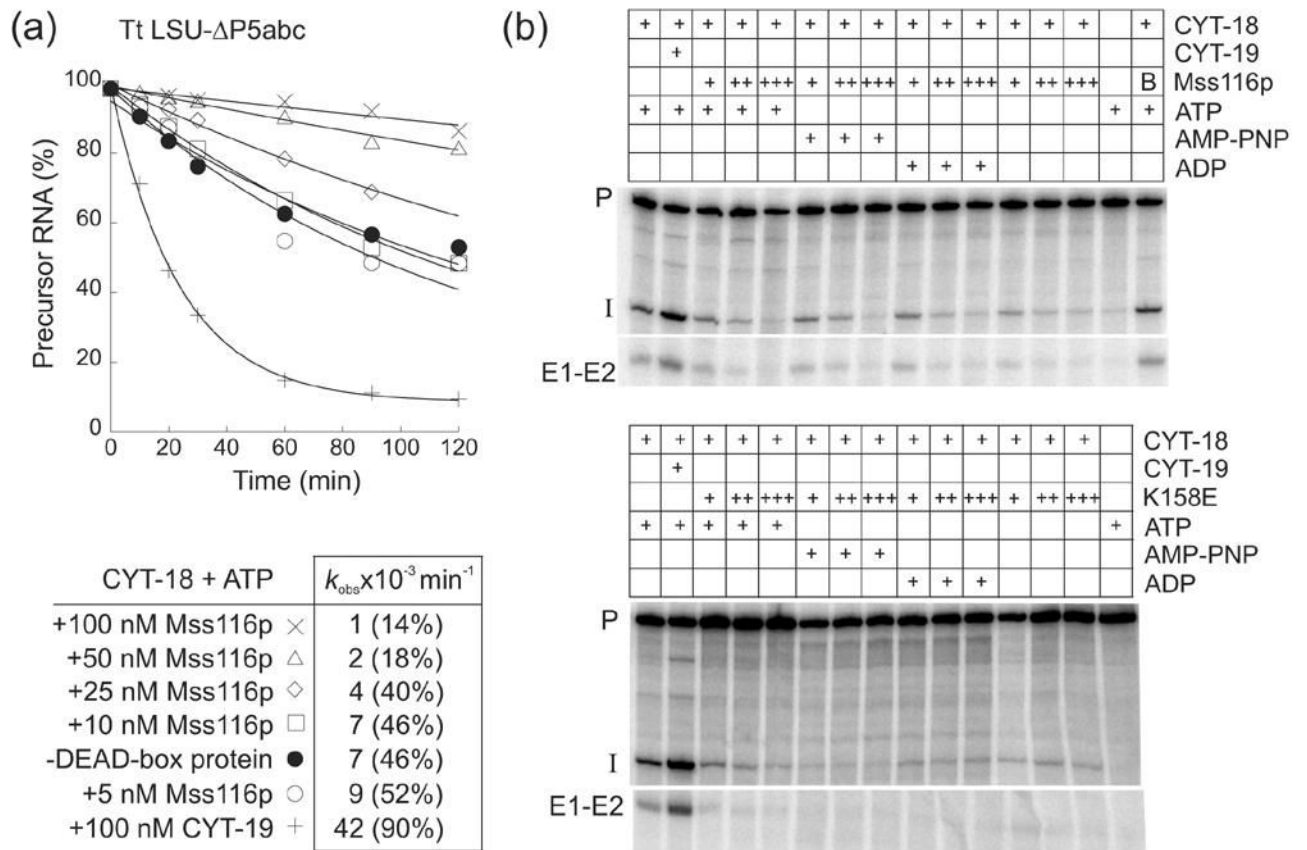 (a) Tt LSU-ΔP5abc
Precursor RNA (%)
100
80
60
40
20
0
0 20 40 60 80 100 120
Time (min)
CYT-18 + ATP k_obs x10⁻³ min⁻¹
+100 nM Mss116p × 1 (14%)
+50 nM Mss116p △ 2 (18%)
+25 nM Mss116p ◇ 4 (40%)
+10 nM Mss116p □ 7 (46%)
-DEAD-box protein ● 7 (46%)
+5 nM Mss116p ○ 9 (52%)
+100 nM CYT-19 + 42 (90%)
(b)
+ + + + + + + + + + + + + + + CYT-18
+ CYT-19
+ ++ +++ + ++ +++ + ++ +++ + ++ +++ B Mss116p
+ + + + + + + ATP
+ + + AMP-PNP
+ + + ADP
P
I
E1-E2
+ + + + + + + + + + + + + + CYT-18
+ CYT-19
+ ++ +++ + ++ +++ + ++ +++ + ++ +++ K158E
+ + + + + + ATP
+ + + AMP-PNP
+ + + ADP
P
I
E1-E2